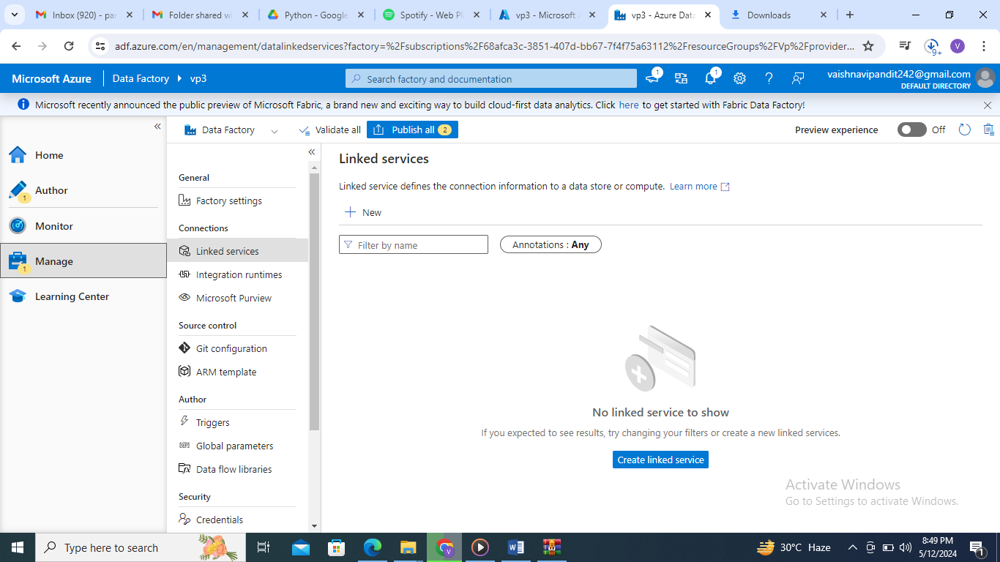 Inbox (920) - pa
Folder shared wi
Python - Google
Spotify - Web Pl
vp3 - Microsoft A
vp3 - Azure Data
Downloads
adf.azure.com/en/management/datalinkedservices?factory=%2Fsubscriptions%2F68afca3c-3851-407d-bb67-7f4f75a63112%2FresourceGroups%2FVp%2Fprovider...
9+
V
Microsoft Azure
Data Factory
vp3
Search factory and documentation
1
1
vaishnavipandit242@gmail.com
DEFAULT DIRECTORY
Microsoft recently announced the public preview of Microsoft Fabric, a brand new and exciting way to build cloud-first data analytics. Click here to get started with Fabric Data Factory!
Data Factory
Validate all
Publish all 2
Preview experience
Off
Home
Author
1
Monitor
Manage
1
Learning Center
General
Factory settings
Connections
Linked services
Integration runtimes
Microsoft Purview
Source control
Git configuration
ARM template
Author
Triggers
Global parameters
Data flow libraries
Security
Credentials
Linked services
Linked service defines the connection information to a data store or compute. Learn more
New
Filter by name
Annotations : Any
No linked service to show
If you expected to see results, try changing your filters or create a new linked services.
Create linked service
Activate Windows
Go to Settings to activate Windows.
Type here to search
V
30°C Haze
8:49 PM
5/12/2024
1